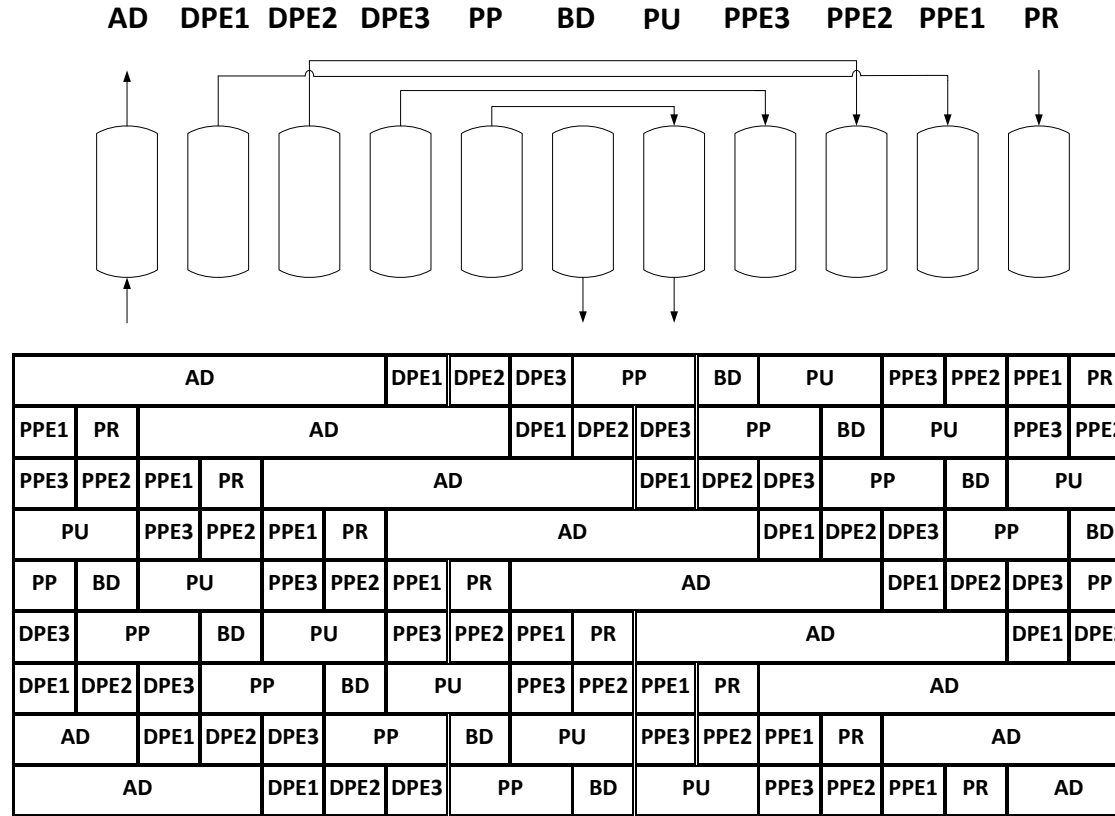 AD DPE1 DPE2 DPE3 PP BD PU PPE3 PPE2 PPE1 PR
AD DPE1 DPE2 DPE3 PP BD PU PPE3 PPE2 PPE1 PR
PPE1 PR AD DPE1 DPE2 DPE3 PP BD PU PPE3 PPE2
PPE3 PPE2 PPE1 PR AD DPE1 DPE2 DPE3 PP BD PU
PU PPE3 PPE2 PPE1 PR AD DPE1 DPE2 DPE3 PP BD
PP BD PU PPE3 PPE2 PPE1 PR AD DPE1 DPE2 DPE3 PP
DPE3 PP BD PU PPE3 PPE2 PPE1 PR AD DPE1 DPE2
DPE1 DPE2 DPE3 PP BD PU PPE3 PPE2 PPE1 PR AD
AD DPE1 DPE2 DPE3 PP BD PU PPE3 PPE2 PPE1 PR AD
AD DPE1 DPE2 DPE3 PP BD PU PPE3 PPE2 PPE1 PR AD